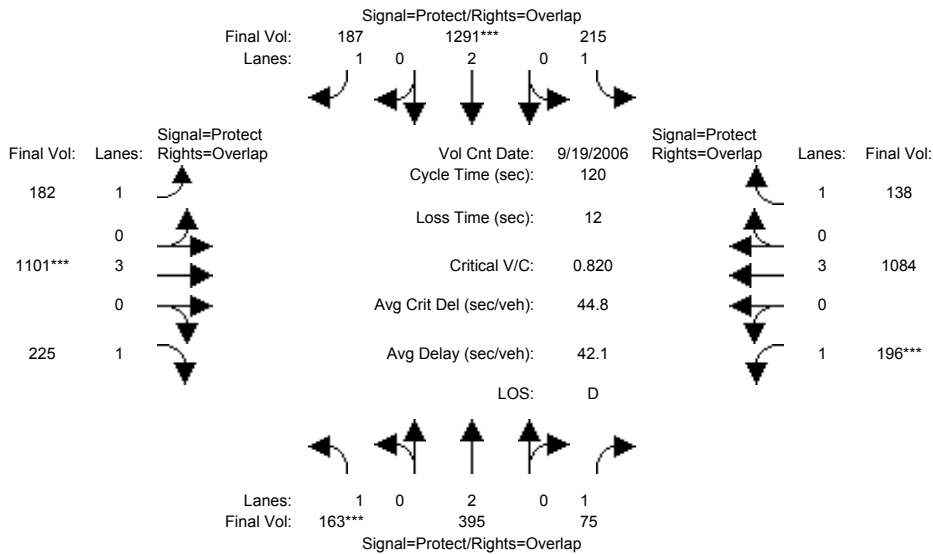 Signal=Protect/Rights=Overlap
Final Vol: 187 1291*** 215
Lanes: 1 0 2 0 1
Signal=Protect
Final Vol: Lanes: Rights=Overlap
Vol Cnt Date: 9/19/2006
Signal=Protect
Rights=Overlap Lanes: Final Vol:
Cycle Time (sec): 120
182 1
1 138
Loss Time (sec): 12
0
0
1101*** 3
Critical V/C: 0.820
3 1084
0
Avg Crit Del (sec/veh): 44.8
0
225 1
Avg Delay (sec/veh): 42.1
1 196***
LOS: D
Lanes: 1 0 2 0 1
Final Vol: 163*** 395 75
Signal=Protect/Rights=Overlap